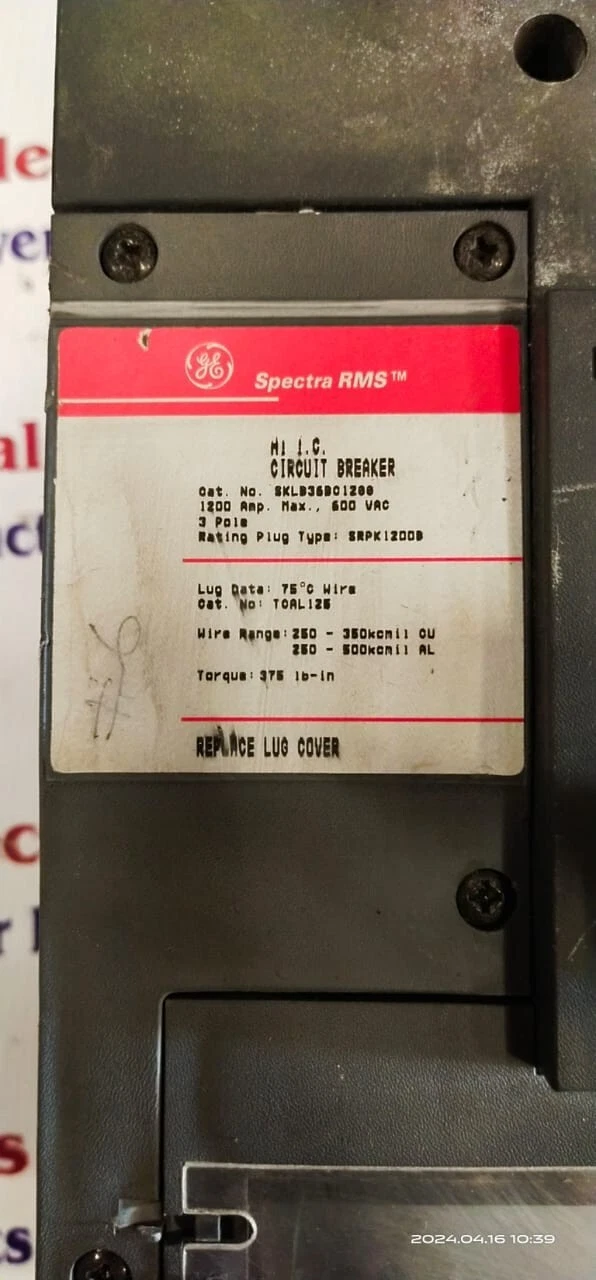 GE
Spectra RMS™
HI I.C.
CIRCUIT BREAKER
Cat. No. SKLB36BC1200
1200 Amp. Max., 600 VAC
3 Pole
Rating Plug Type: SRPK1200B
Lug Data: 75°C Wire
Cat. No: TCAL125
Wire Range: 250 - 350kcmil CU
250 - 500kcmil AL
Torque: 375 lb-in
REPLACE LUG COVER
2024.04.16 10:39